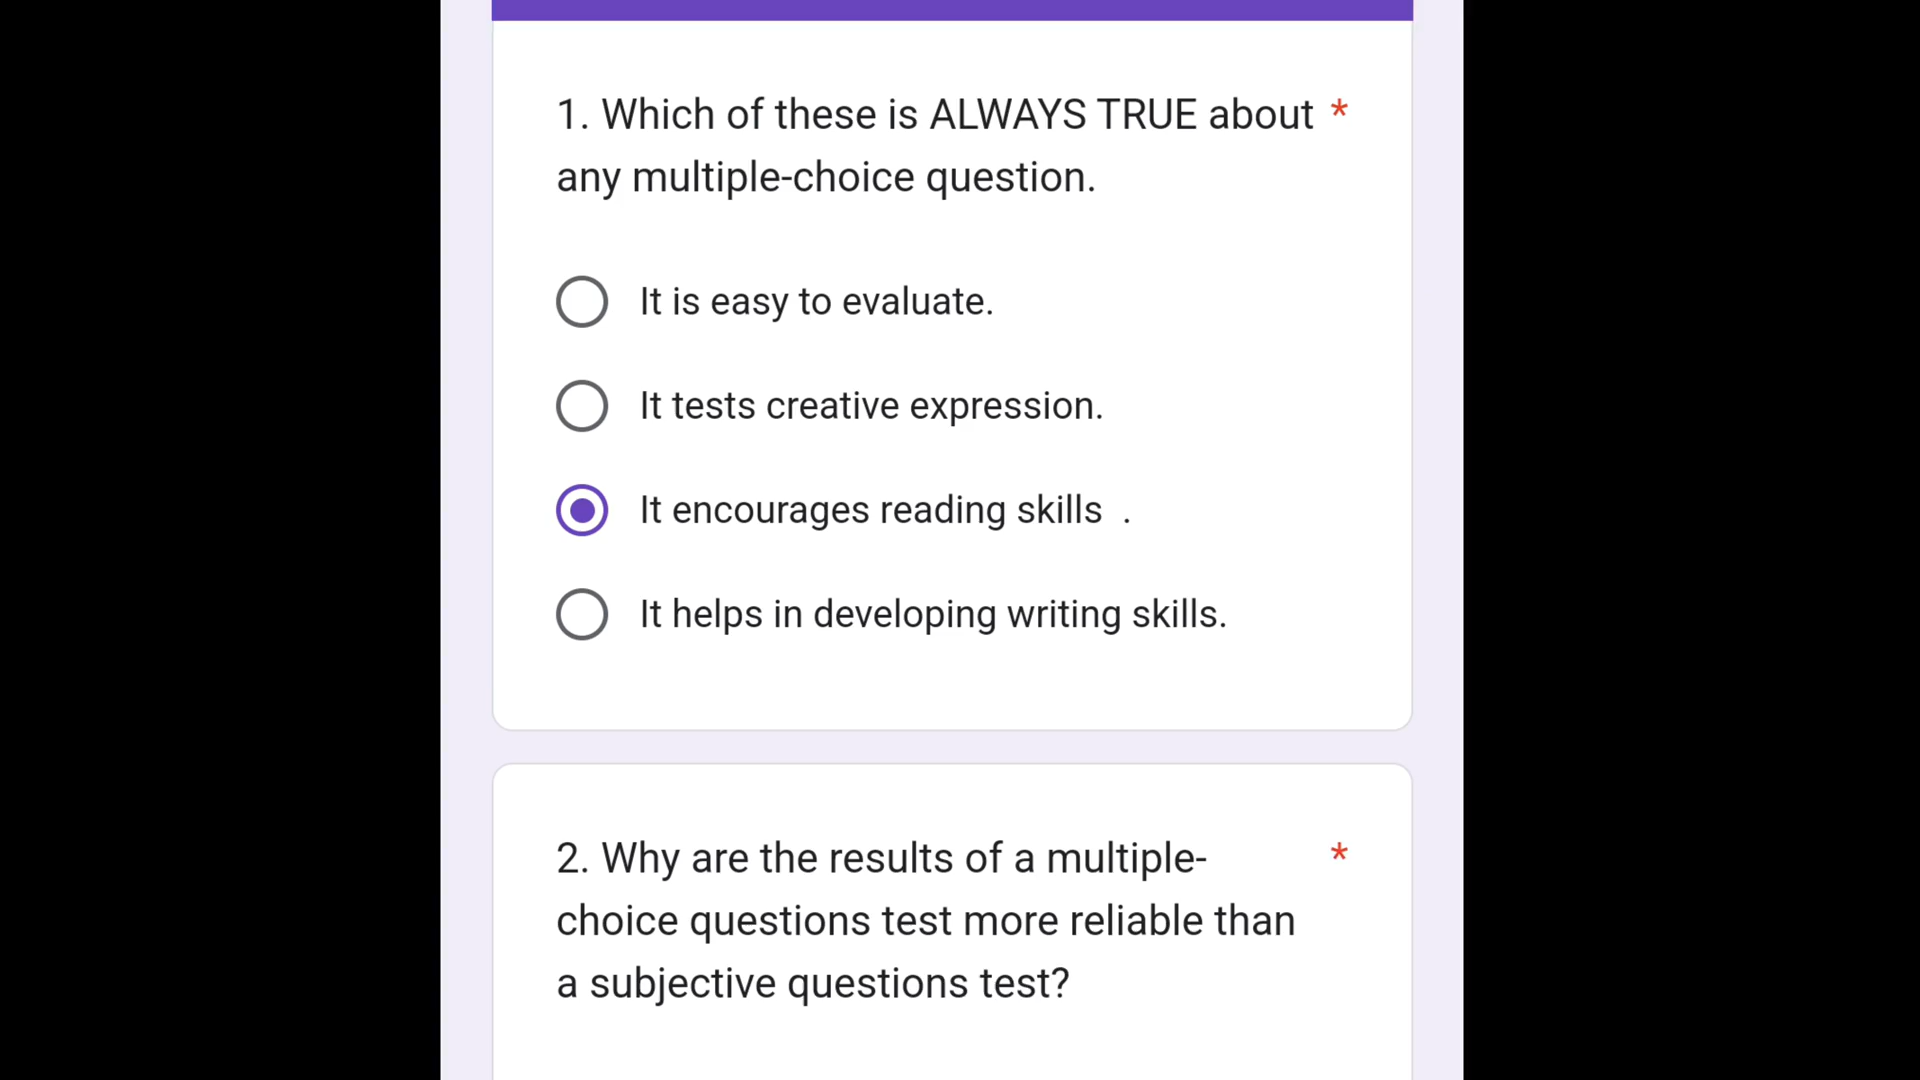 1. Which of these is ALWAYS TRUE about *
any multiple-choice question.
It is easy to evaluate.
It tests creative expression.
It encourages reading skills  .
It helps in developing writing skills.
2. Why are the results of a multiple- *
choice questions test more reliable than
a subjective questions test?